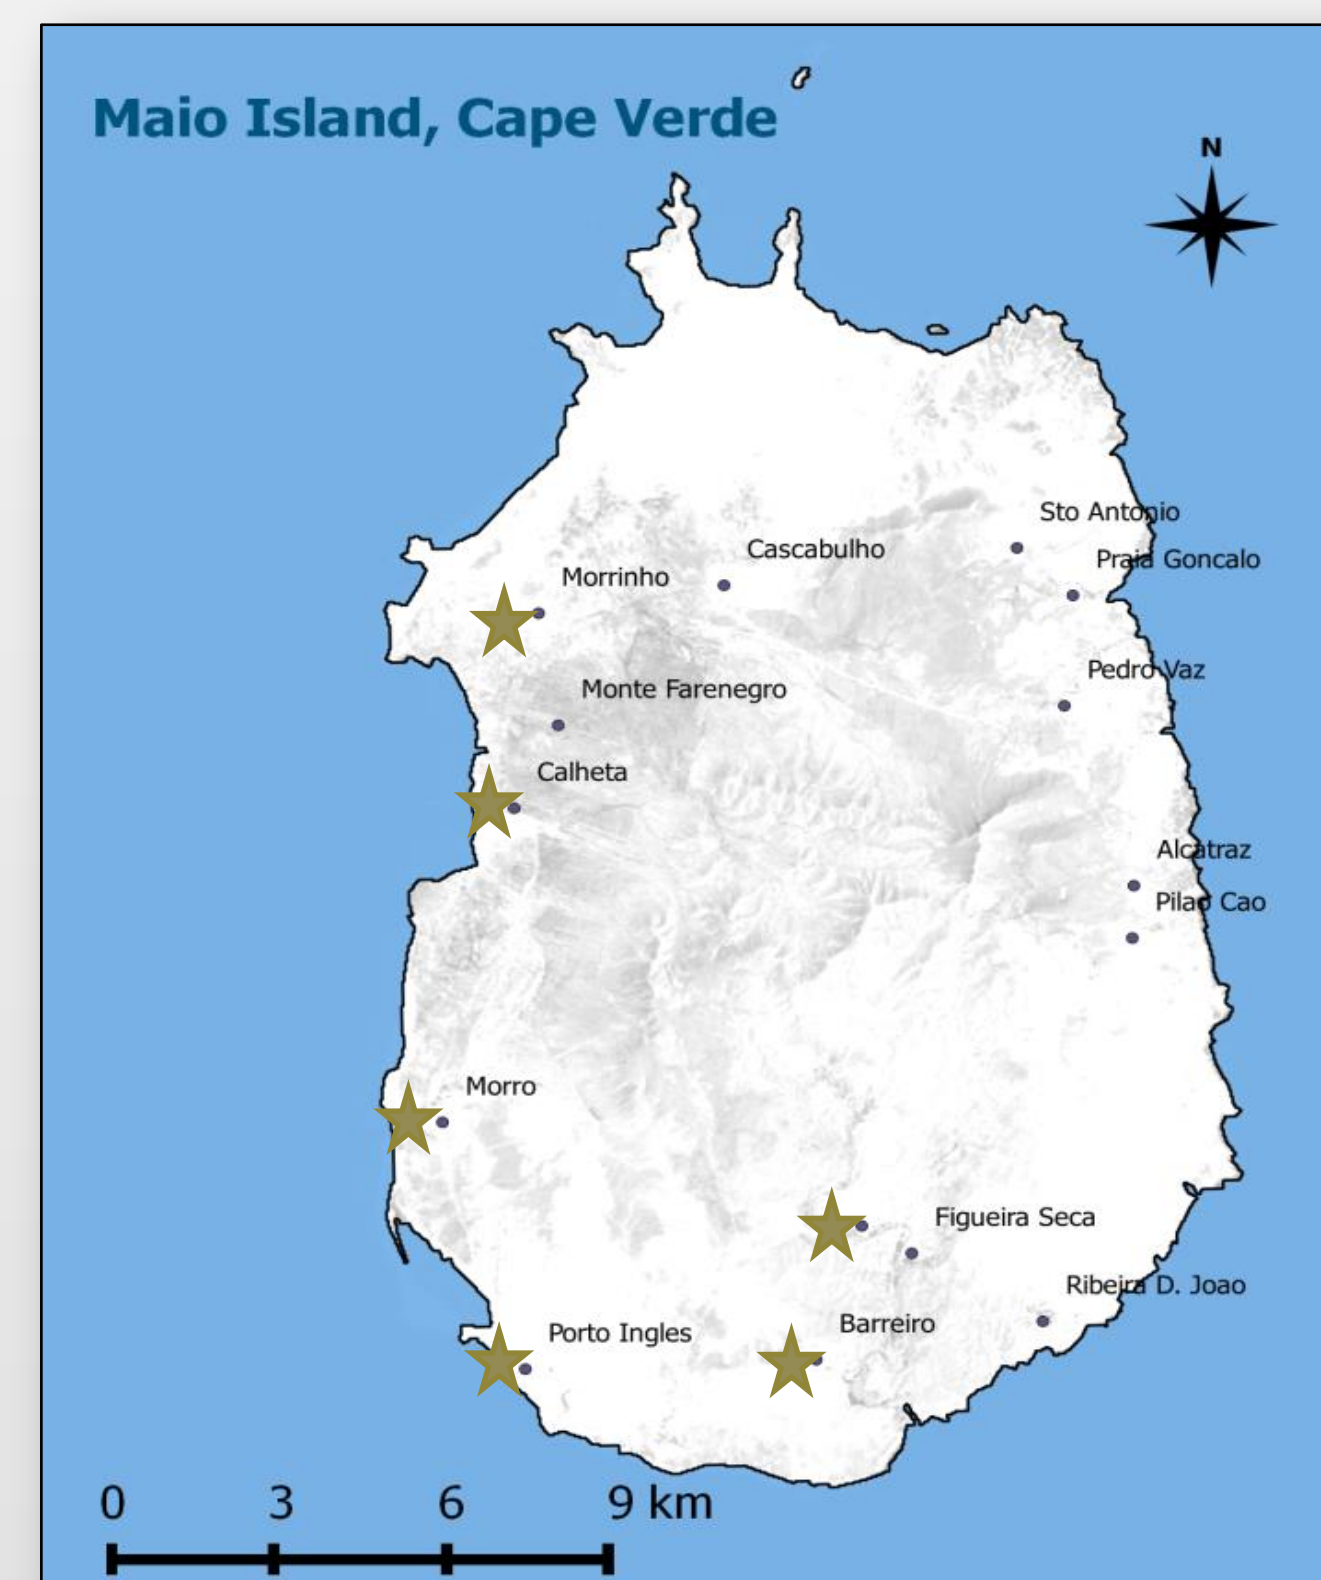 Maio Island, Cape Verde
N
Sto Antonio
Cascabulho
Praia Goncalo
Morrinho
Pedro Vaz
Monte Farenegro
Calheta
Alcatraz
Pilao Cao
Morro
Figueira Seca
Ribeira D. Joao
Barreiro
Porto Ingles
0 3 6 9 km